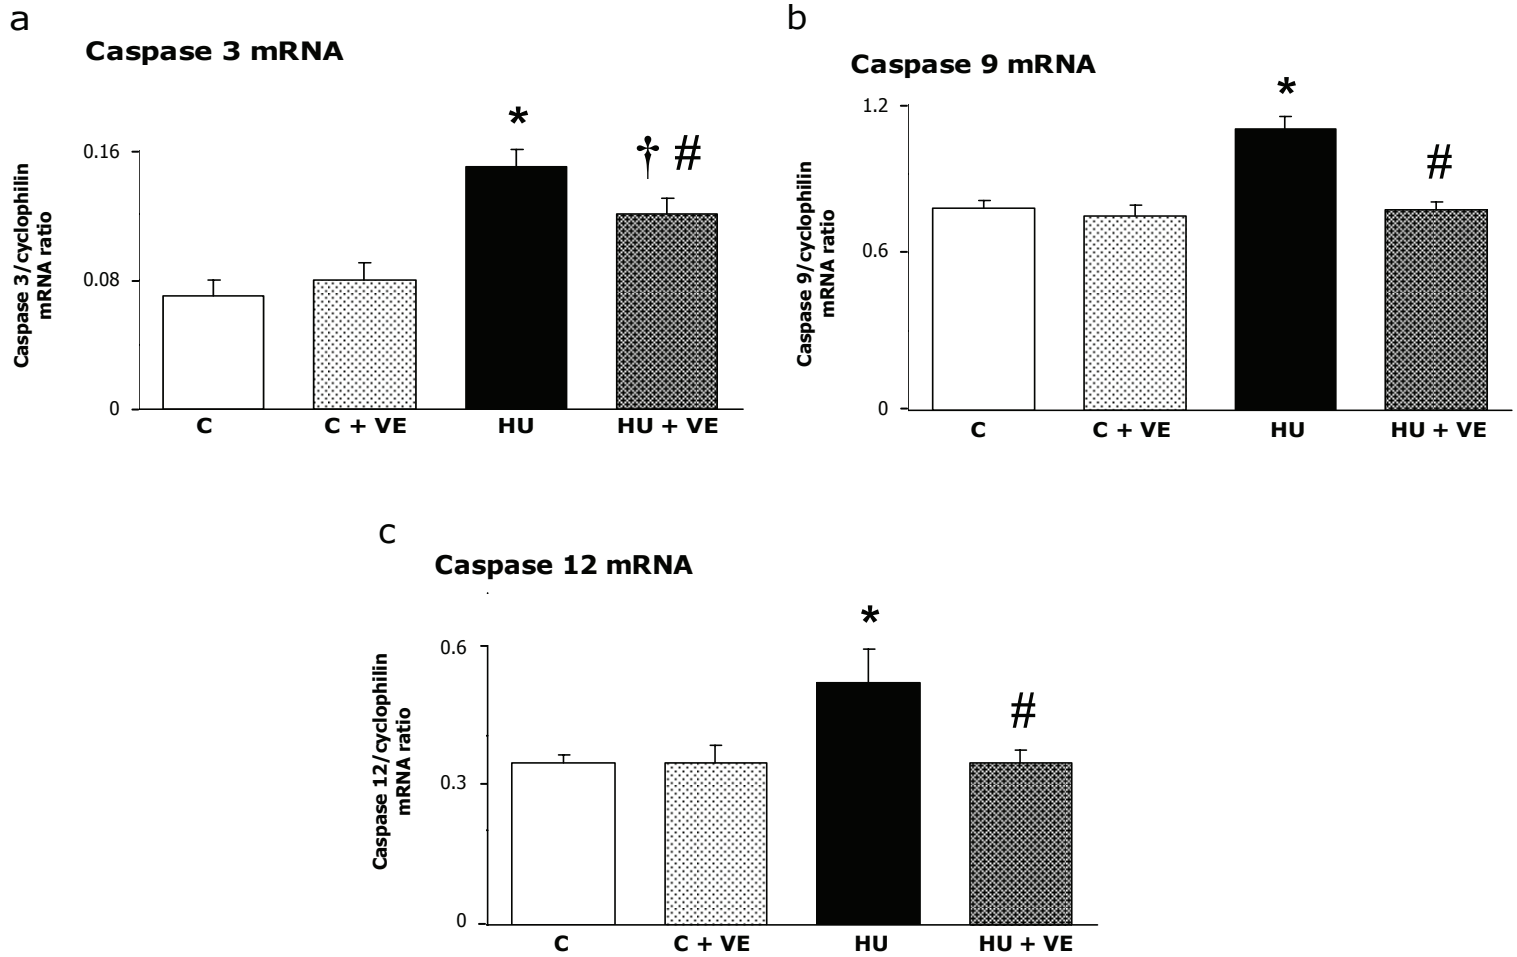 a
Caspase 3 mRNA
Caspase 3/cyclophilin
mRNA ratio
0.16
0.08
0
*
† #
C
C + VE
HU
HU + VE
b
Caspase 9 mRNA
Caspase 9/cyclophilin
mRNA ratio
1.2
0.6
0
*
#
C
C + VE
HU
HU + VE
c
Caspase 12 mRNA
Caspase 12/cyclophilin
mRNA ratio
0.6
0.3
0
*
#
C
C + VE
HU
HU + VE